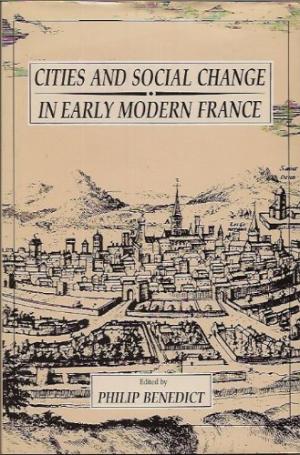 CITIES AND SOCIAL CHANGE
IN EARLY MODERN FRANCE
Edited by
PHILIP BENEDICT